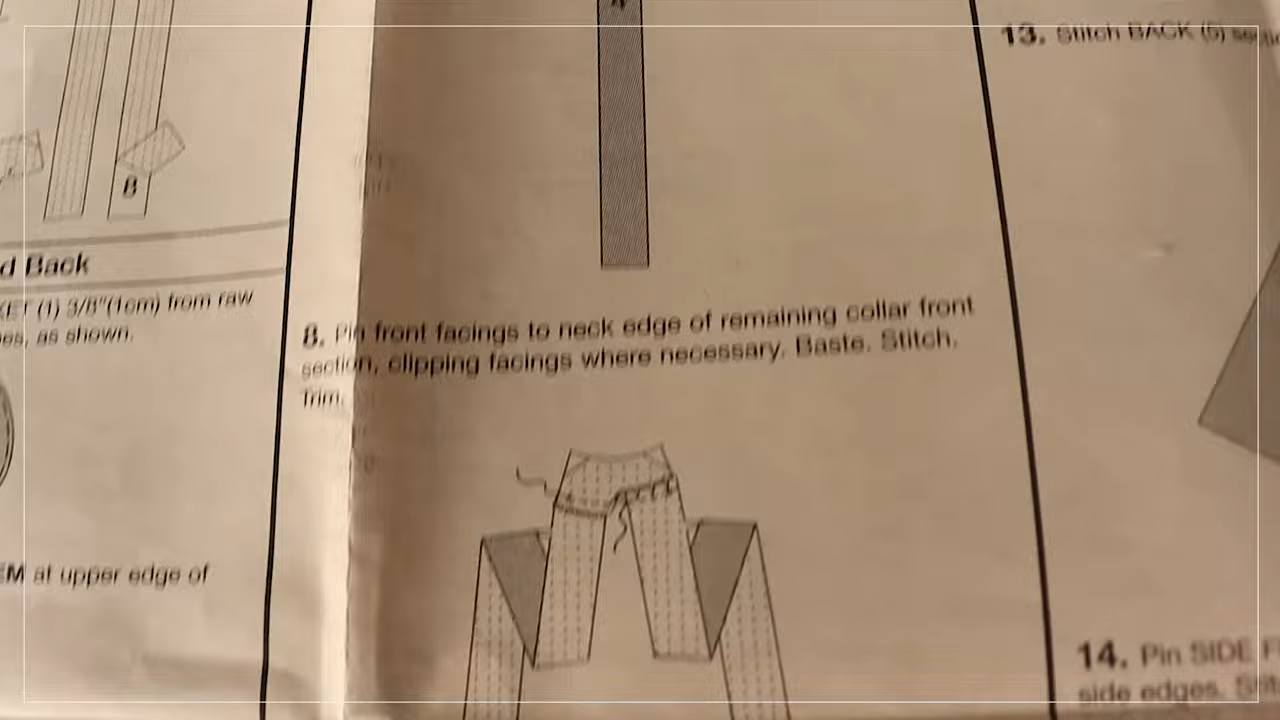 8
d Back
KET (1) 3/8"(1cm) from raw
es, as shown.
EM at upper edge of
8. Pin front facings to neck edge of remaining collar front
section, clipping facings where necessary. Baste. Stitch.
Trim.
13. Stitch BACK (5)
14. Pin SIDE F
side edges.